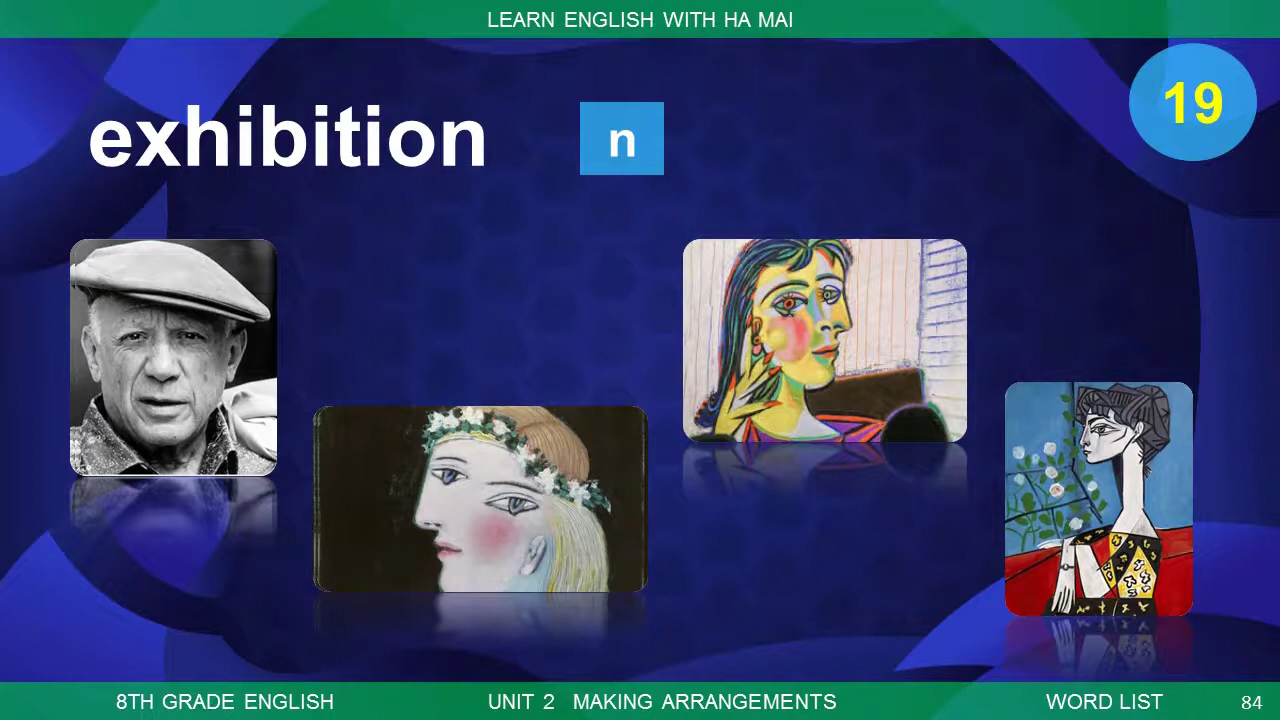 LEARN ENGLISH WITH HA MAI
19
exhibition n
8TH GRADE ENGLISH UNIT 2 MAKING ARRANGEMENTS WORD LIST 84